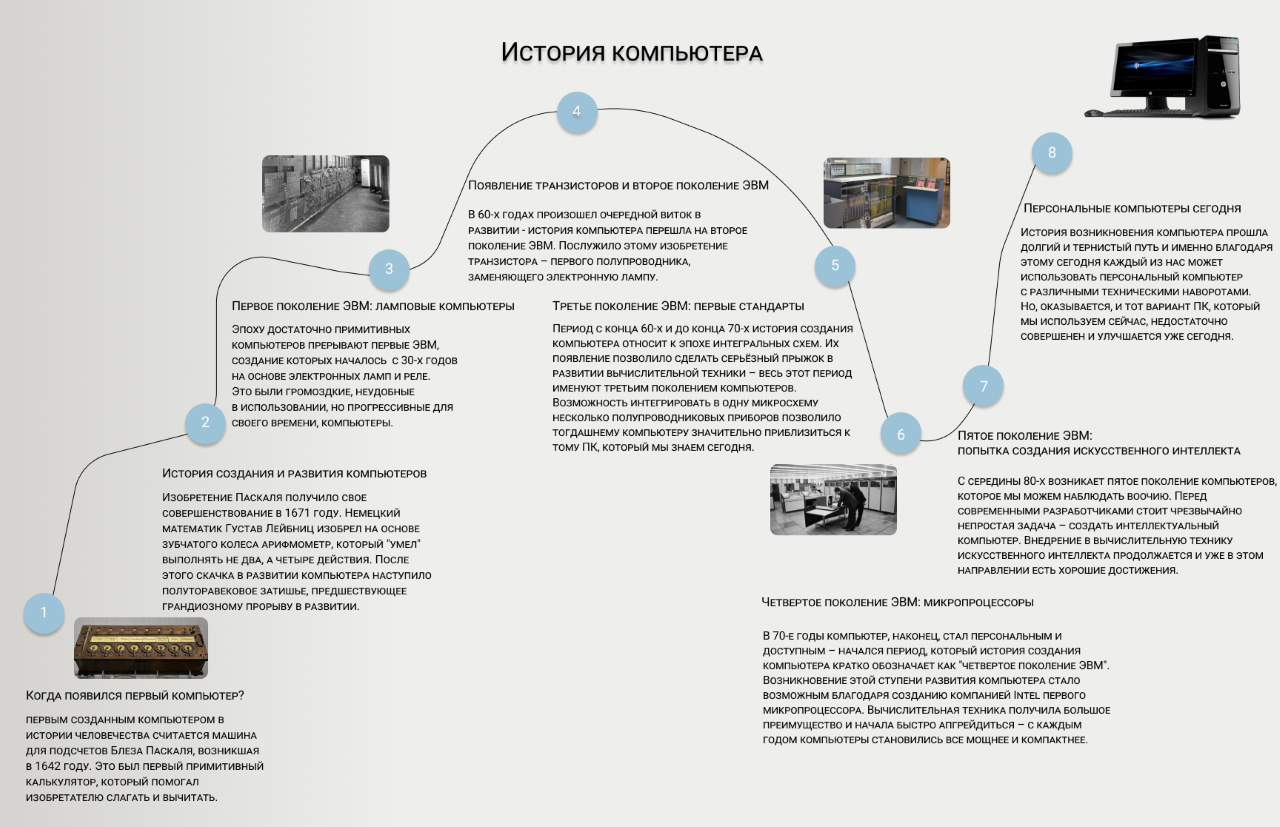 История компьютера
1
Когда появился первый компьютер?
первым созданным компьютером в
истории человечества считается машина
для подсчетов Блеза Паскаля, возникшая
в 1642 году. Это был первый примитивный
калькулятор, который помогал
изобретателю слагать и вычитать.
2
История создания и развития компьютеров
Изобретение Паскаля получило свое
совершенствование в 1671 году. Немецкий
математик Густав Лейбниц изобрел на основе
зубчатого колеса арифмометр, который "умел"
выполнять не два, а четыре действия. После
этого скачка в развитии компьютера наступило
полуторавековое затишье, предшествующее
грандиозному прорыву в развитии.
3
Первое поколение ЭВМ: ламповые компьютеры
Эпоху достаточно примитивных
компьютеров прерывают первые ЭВМ,
создание которых началось с 30-х годов
на основе электронных ламп и реле.
Это были громоздкие, неудобные
в использовании, но прогрессивные для
своего времени, компьютеры.
4
Появление транзисторов и второе поколение ЭВМ
В 60-х годах произошел очередной виток в
развитии - история компьютера перешла на второе
поколение ЭВМ. Послужило этому изобретение
транзистора – первого полупроводника,
заменяющего электронную лампу.
5
Третье поколение ЭВМ: первые стандарты
Период с конца 60-х и до конца 70-х история создания
компьютера относит к эпохе интегральных схем. Их
появление позволило сделать серьёзный прыжок в
развитии вычислительной техники – весь этот период
именуют третьим поколением компьютеров.
Возможность интегрировать в одну микросхему
несколько полупроводниковых приборов позволило
тогдашнему компьютеру значительно приблизиться к
тому ПК, который мы знаем сегодня.
6
Четвертое поколение ЭВМ: микропроцессоры
В 70-е годы компьютер, наконец, стал персональным и
доступным – начался период, который история создания
компьютера кратко обозначает как "четвертое поколение ЭВМ".
Возникновение этой ступени развития компьютера стало
возможным благодаря созданию компанией Intel первого
микропроцессора. Вычислительная техника получила большое
преимущество и начала быстро апгрейдиться – с каждым
годом компьютеры становились все мощнее и компактнее.
7
Пятое поколение ЭВМ:
попытка создания искусственного интеллекта
С середины 80-х возникает пятое поколение компьютеров,
которое мы можем наблюдать воочию. Перед
современными разработчиками стоит чрезвычайно
непростая задача – создать интеллектуальный
компьютер. Внедрение в вычислительную технику
искусственного интеллекта продолжается и уже в этом
направлении есть хорошие достижения.
8
Персональные компьютеры сегодня
История возникновения компьютера прошла
долгий и тернистый путь и именно благодаря
этому сегодня каждый из нас может
использовать персональный компьютер
с различными техническими наворотами.
Но, оказывается, и тот вариант ПК, который
мы используем сейчас, недостаточно
совершенен и улучшается уже сегодня.